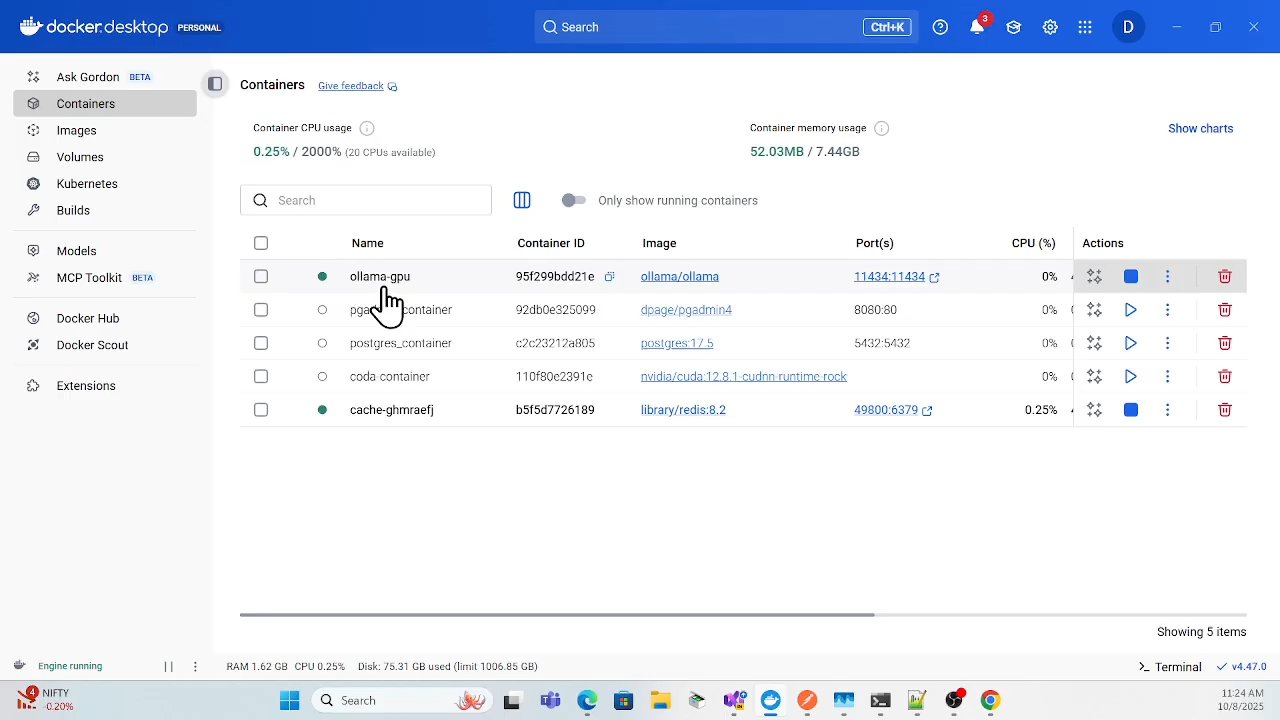 docker.desktop PERSONAL
Search Ctrl+K
3
D
Ask Gordon BETA
Containers
Images
Volumes
Kubernetes
Builds
Models
MCP Toolkit BETA
Docker Hub
Docker Scout
Extensions
Containers Give feedback
Container CPU usage
0.25% / 2000% (20 CPUs available)
Container memory usage
52.03MB / 7.44GB
Show charts
Search
Only show running containers
Name Container ID Image Port(s) CPU (%) Actions
ollama-gpu 95f299bdd21e ollama/ollama 11434:11434 0%
container 92db0e325099 dpage/pgadmin4 8080:80 0%
postgres_container c2c23212a805 postgres:17.5 5432:5432 0%
coda-container 110f80e2391e nvidia/cuda:12.8.1-cudnn-runtime-rock 0%
cache-ghmraefj b5f5d7726189 library/redis:8.2 49800:6379 0.25%
Showing 5 items
Engine running
RAM 1.62 GB CPU 0.25% Disk: 75.31 GB used (limit 1006.85 GB)
Terminal v4.47.0
4
NIFTY
-0.20%
Search
11:24 AM
10/8/2025